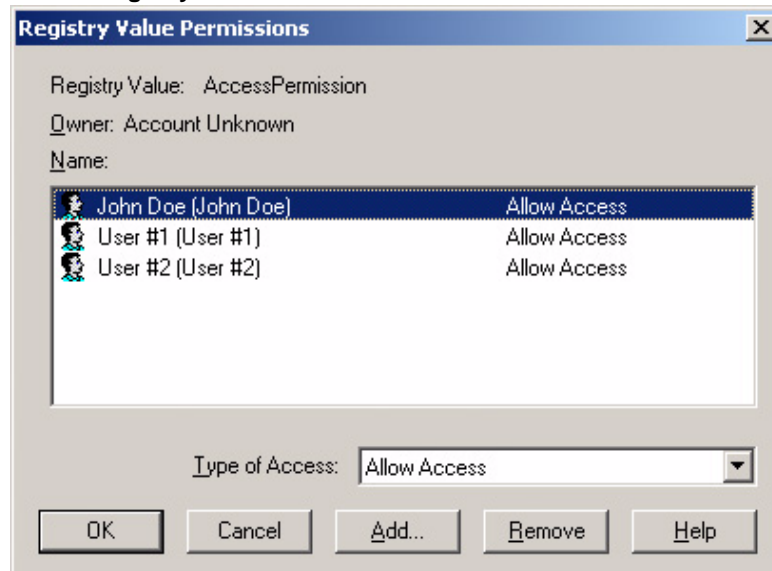 Registry Value Permissions
Registry Value: AccessPermission
Owner: Account Unknown
Name:
John Doe (John Doe) Allow Access
User #1 (User #1) Allow Access
User #2 (User #2) Allow Access
Type of Access: Allow Access
OK Cancel Add... Remove Help